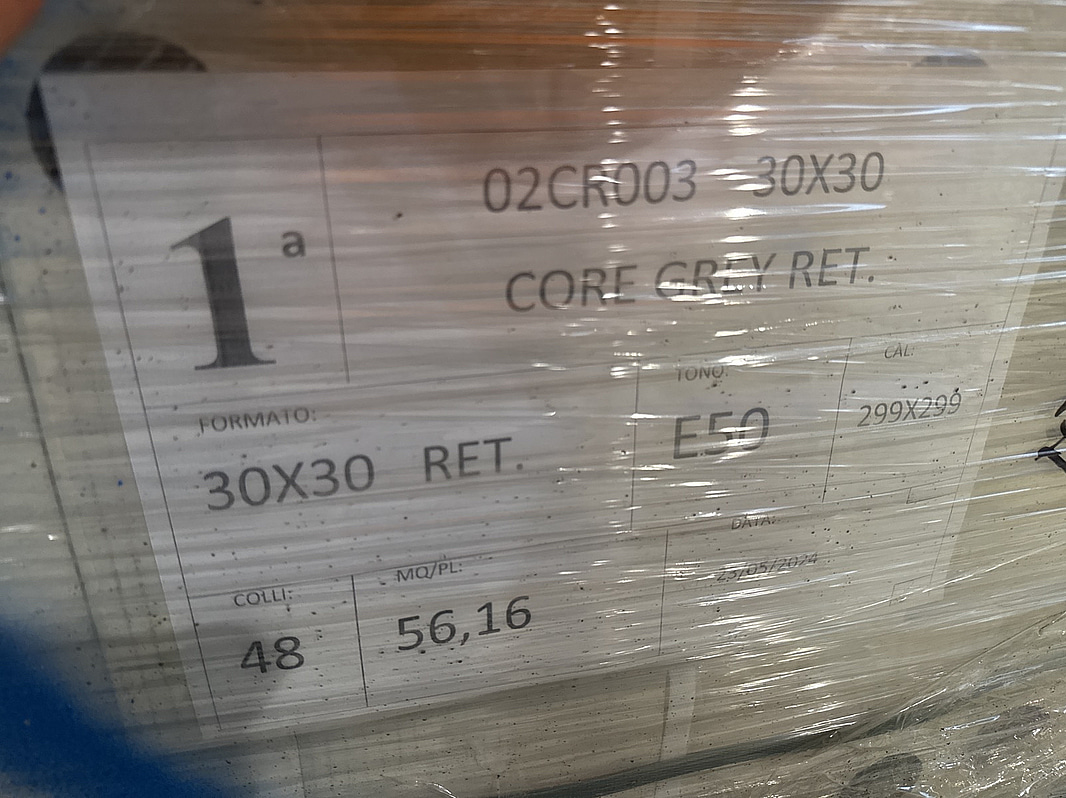 1a
02CR003 30X30
CORE GREY RET.
FORMATO:
30X30 RET.
TONO:
E50
CAL:
299X299
COLLI:
48
MQ/PL:
56,16
DATA:
23/05/2024